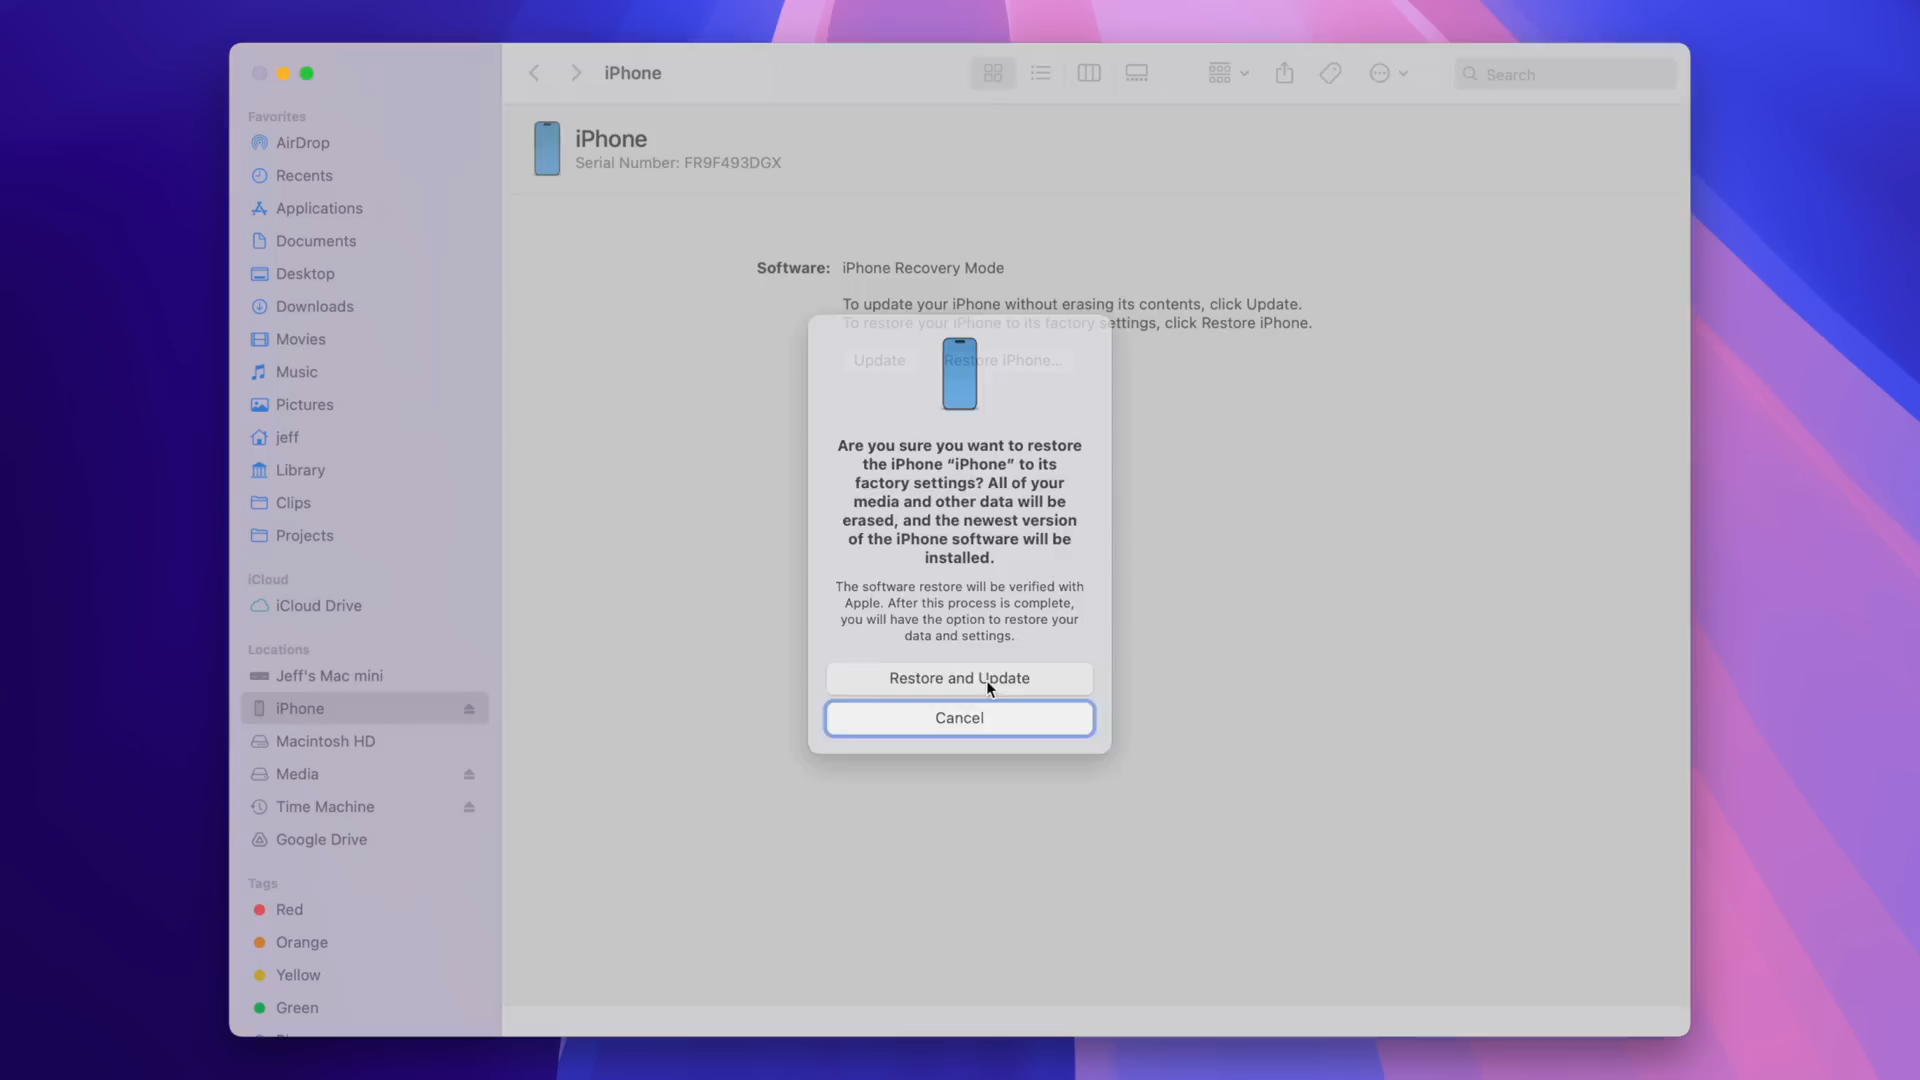 iPhone
Search
Favorites
AirDrop
Recents
Applications
Documents
Desktop
Downloads
Movies
Music
Pictures
jeff
Library
Clips
Projects
iCloud
iCloud Drive
Locations
Jeff's Mac mini
iPhone
Macintosh HD
Media
Time Machine
Google Drive
Tags
Red
Orange
Yellow
Green
iPhone
Serial Number: FR9F493DGX
Software: iPhone Recovery Mode
To update your iPhone without erasing its contents, click Update.
To restore your iPhone to its factory settings, click Restore iPhone.
Update Restore iPhone...
Are you sure you want to restore
the iPhone “iPhone” to its
factory settings? All of your
media and other data will be
erased, and the newest version
of the iPhone software will be
installed.
The software restore will be verified with
Apple. After this process is complete,
you will have the option to restore your
data and settings.
Restore and Update
Cancel